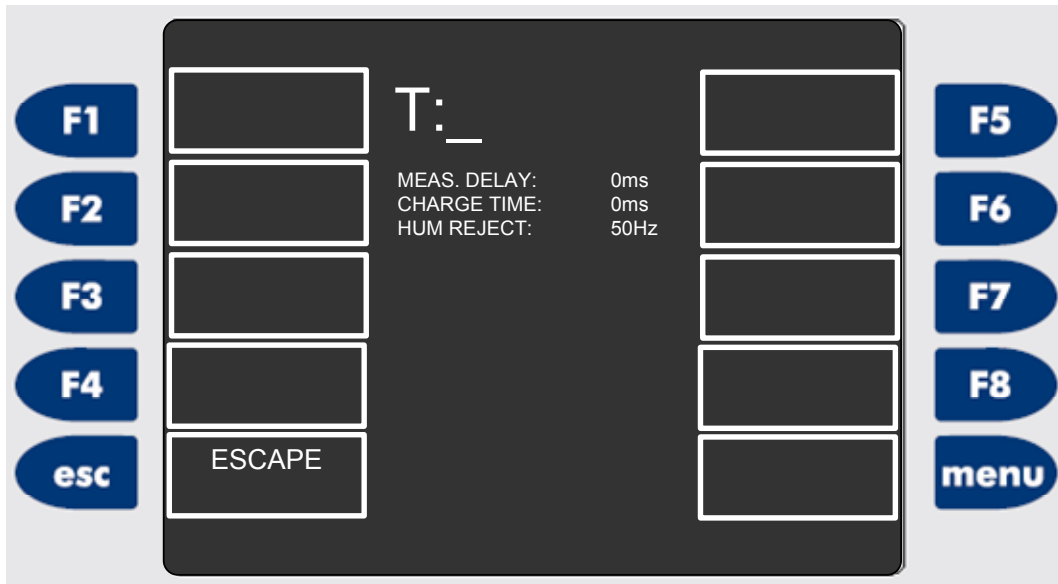 F1
T:_
F5
F2
MEAS. DELAY: 0ms
CHARGE TIME: 0ms
HUM REJECT: 50Hz
F6
F3
F7
F4
F8
esc
ESCAPE
menu